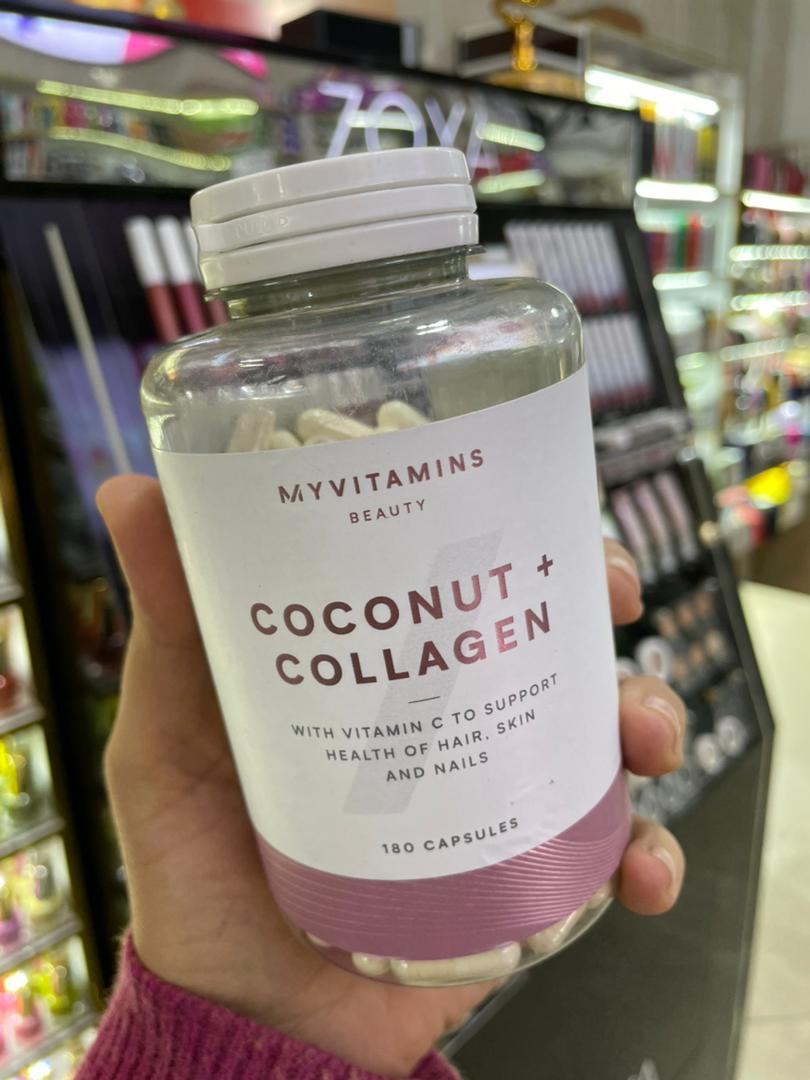 ZOYA
MYVITAMINS
BEAUTY
COCONUT +
COLLAGEN
WITH VITAMIN C TO SUPPORT
HEALTH OF HAIR, SKIN
AND NAILS
180 CAPSULES